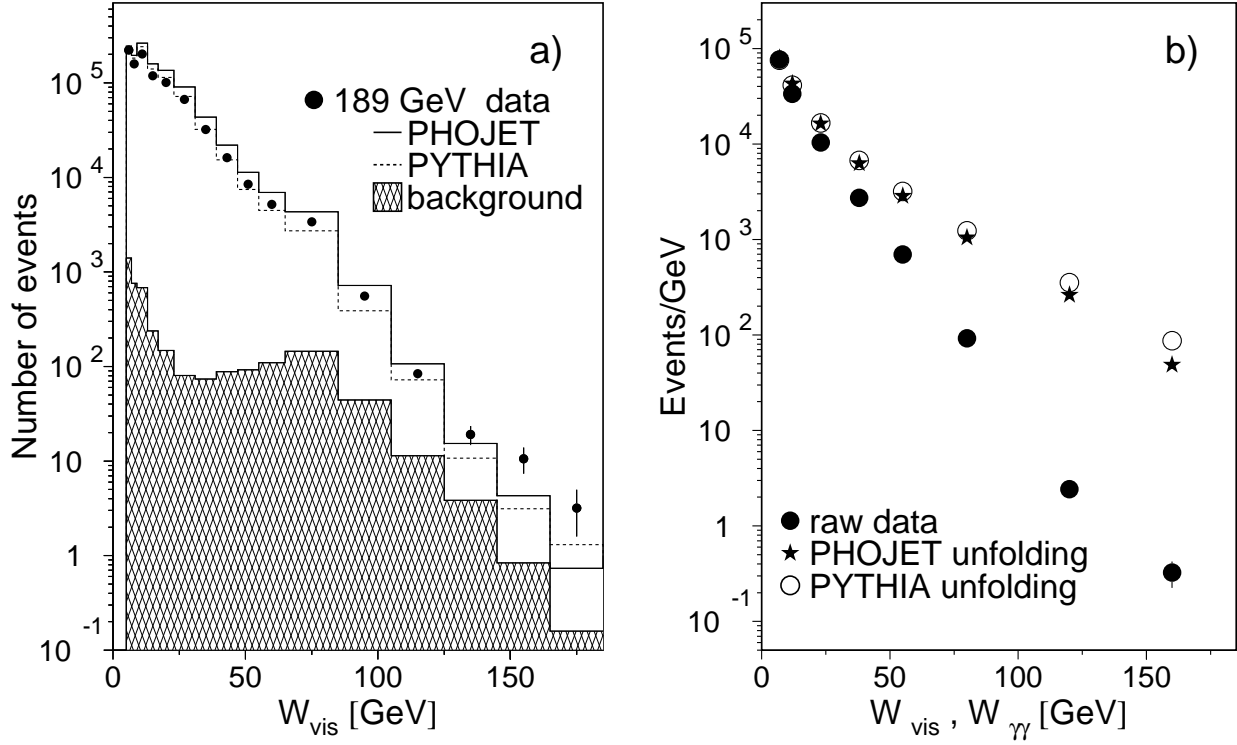 a)
189 GeV data
PHOJET
PYTHIA
background
Number of events
10^5
10^4
10^3
10^2
10
1
10^-1
0 50 100 150
W_vis [GeV]
b)
Events/GeV
10^5
10^4
10^3
10^2
10
1
10^-1
raw data
PHOJET unfolding
PYTHIA unfolding
0 50 100 150
W_vis , W_γγ [GeV]